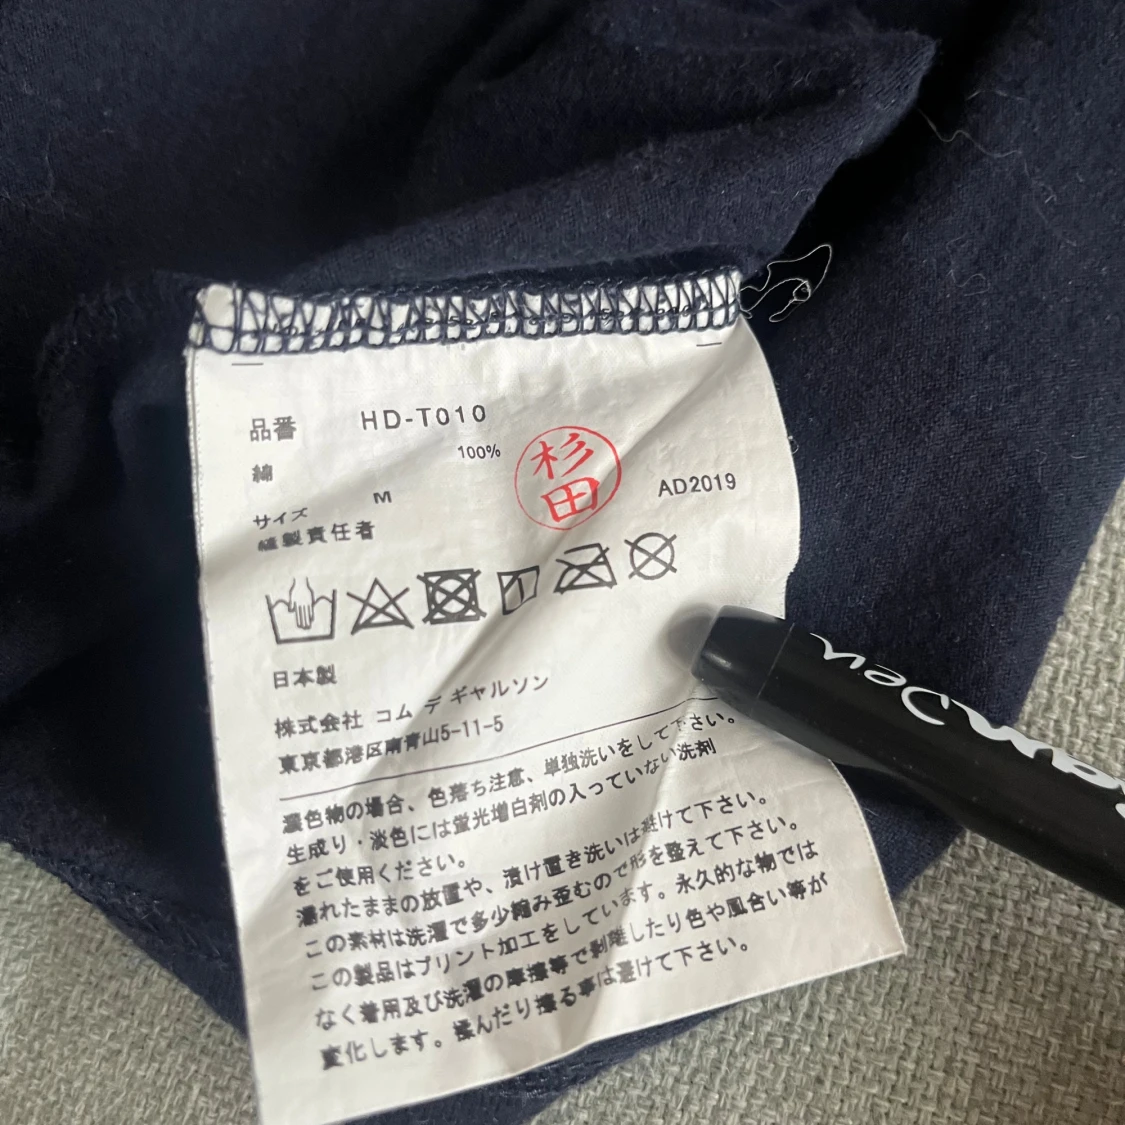 品番 HD-T010
綿 100%
杉田
サイズ M AD2019
縫製責任者
日本製
株式会社 コム デ ギャルソン
東京都港区南青山5-11-5
濃色物の場合、色落ち注意、単独洗いをして下さい。
生成り・淡色には蛍光増白剤の入っていない洗剤
をご使用ください。
濡れたままの放置や、漬け置き洗いは避けて下さい。
この素材は洗濯で多少縮み歪むので形を整えて下さい。
この製品はプリント加工をしています。永久的な物では
なく着用及び洗濯の摩擦等で剥離したり色や風合い等が
変化します。揉んだり擦る事は避けて下さい。